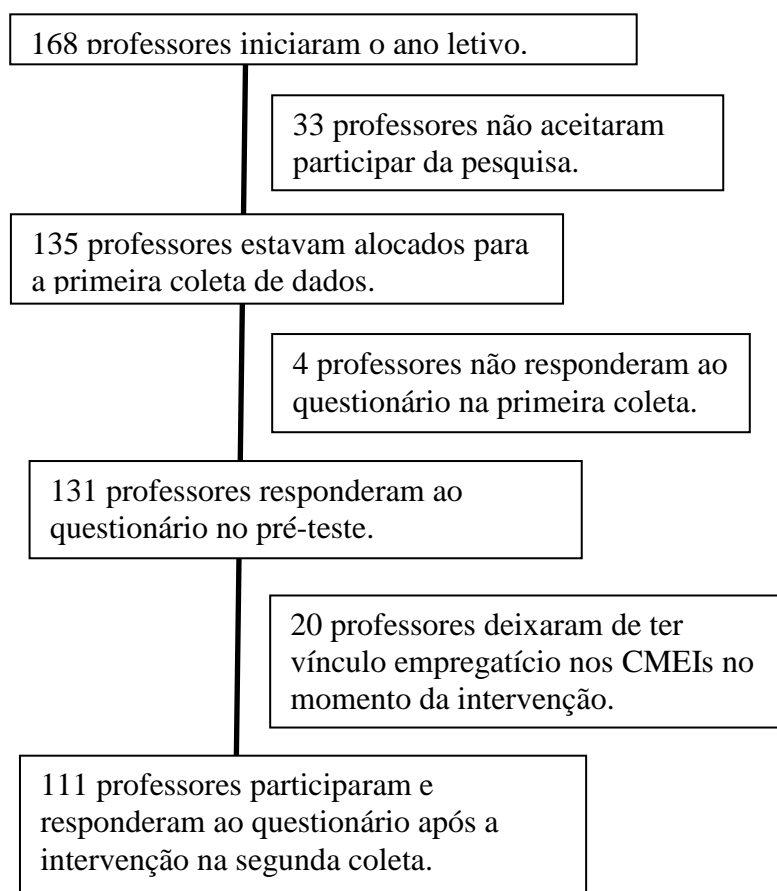 168 professores iniciaram o ano letivo.
33 professores não aceitaram
participar da pesquisa.
135 professores estavam alocados para
a primeira coleta de dados.
4 professores não responderam ao
questionário na primeira coleta.
131 professores responderam ao
questionário no pré-teste.
20 professores deixaram de ter
vínculo empregatício nos CMEIs no
momento da intervenção.
111 professores participaram e
responderam ao questionário após a
intervenção na segunda coleta.